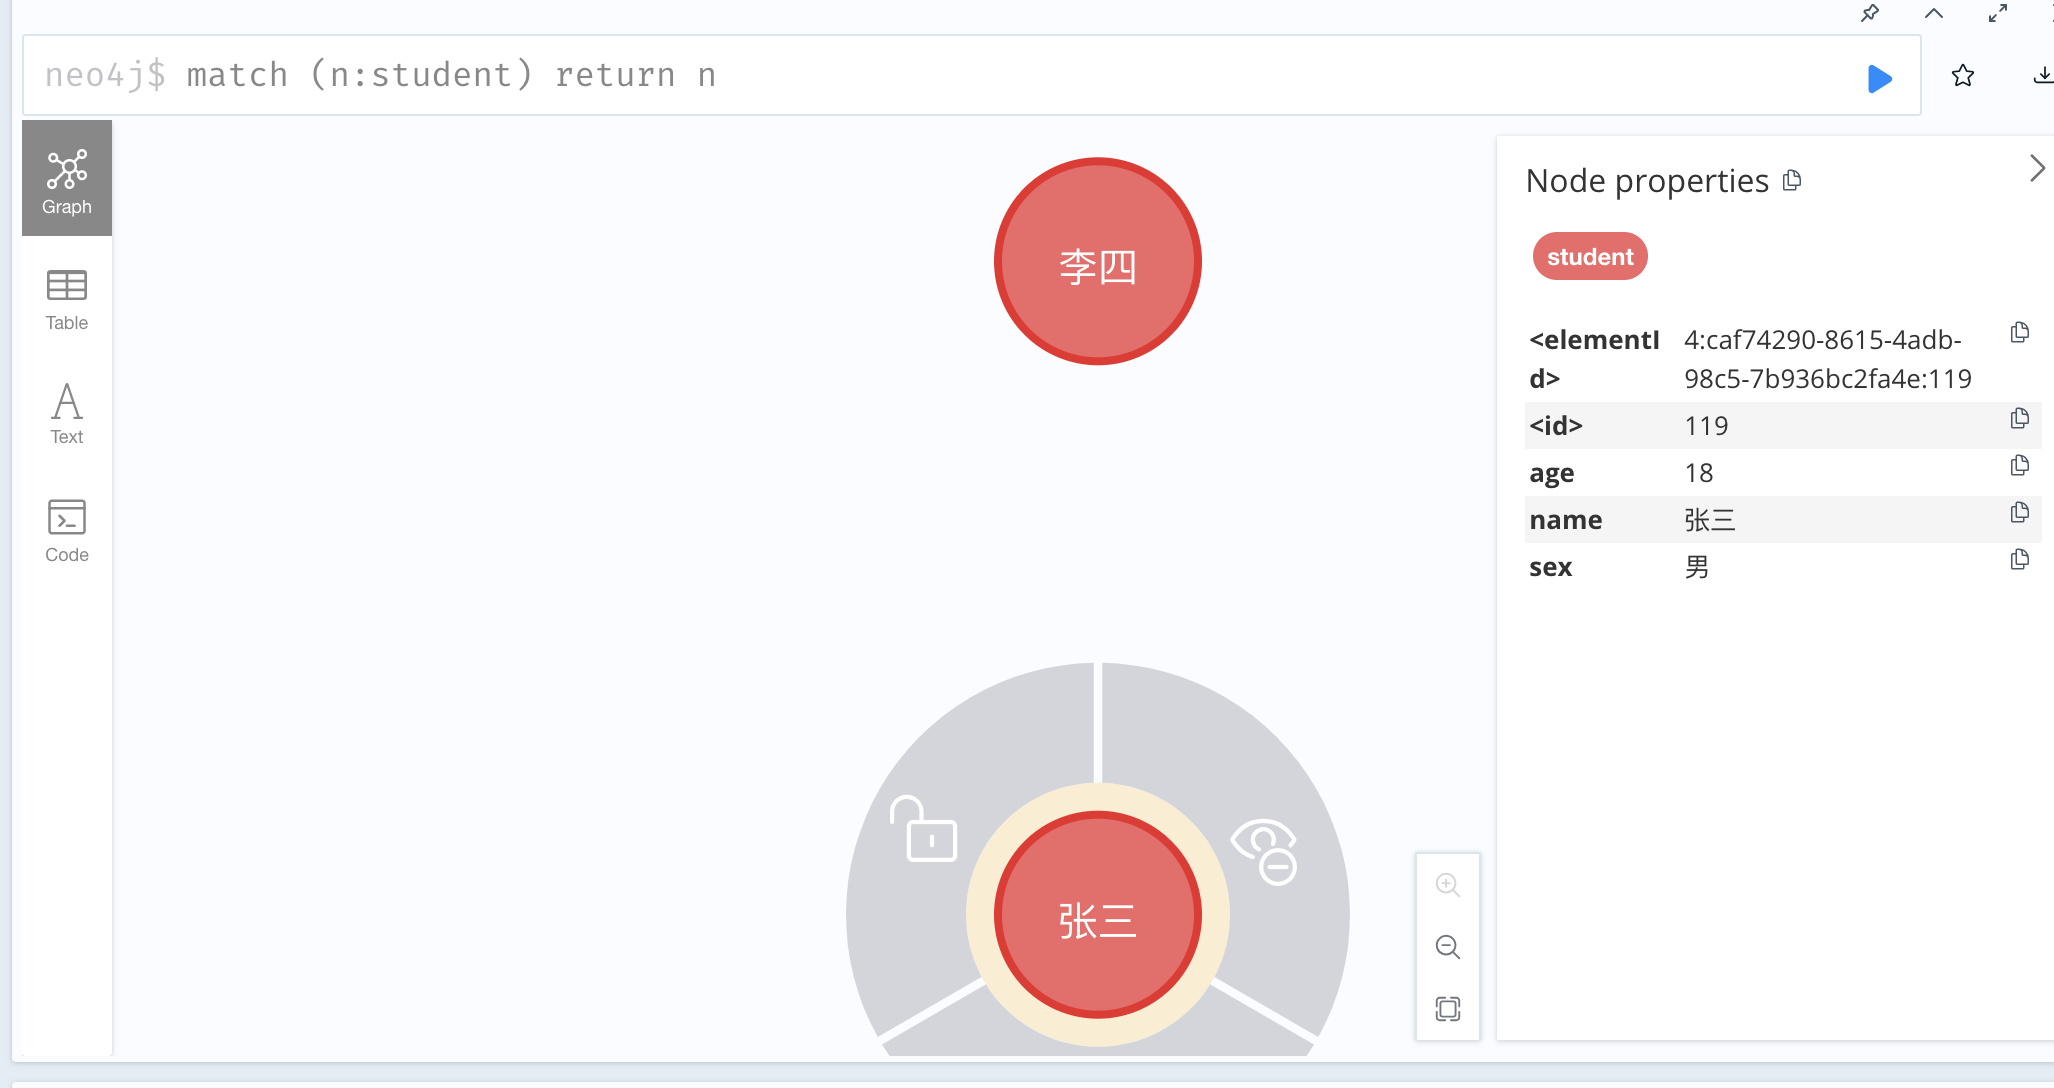 neo4j$ match (n:student) return n
Graph
Table
Text
Code
李四
张三
Node properties
student
<elementI
d>
4:caf74290-8615-4adb-
98c5-7b936bc2fa4e:119
<id> 119
age 18
name 张三
sex 男